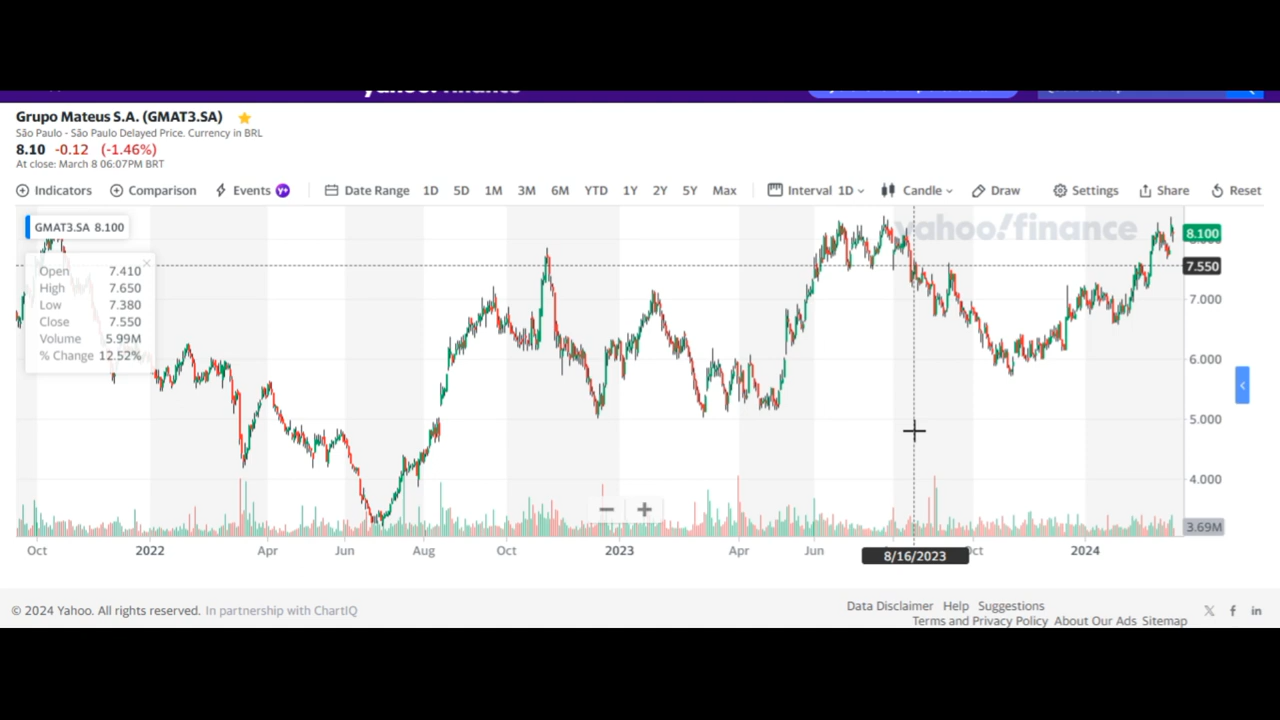 Grupo Mateus S.A. (GMAT3.SA)
São Paulo - São Paulo Delayed Price. Currency in BRL
8.10 -0.12 (-1.46%)
At close: March 8 06:07PM BRT
Indicators Comparison Events Y+ Date Range 1D 5D 1M 3M 6M YTD 1Y 2Y 5Y Max Interval 1D Candle Draw Settings Share Reset
GMAT3.SA 8.100
yahoo!finance
8.100
Open 7.410
High 7.650
Low 7.380
Close 7.550
Volume 5.99M
% Change 12.52%
7.550
7.000
6.000
5.000
4.000
3.69M
Oct 2022 Apr Jun Aug Oct 2023 Apr Jun 8/16/2023 Oct 2024
© 2024 Yahoo. All rights reserved. In partnership with ChartIQ
Data Disclaimer Help Suggestions
Terms and Privacy Policy About Our Ads Sitemap